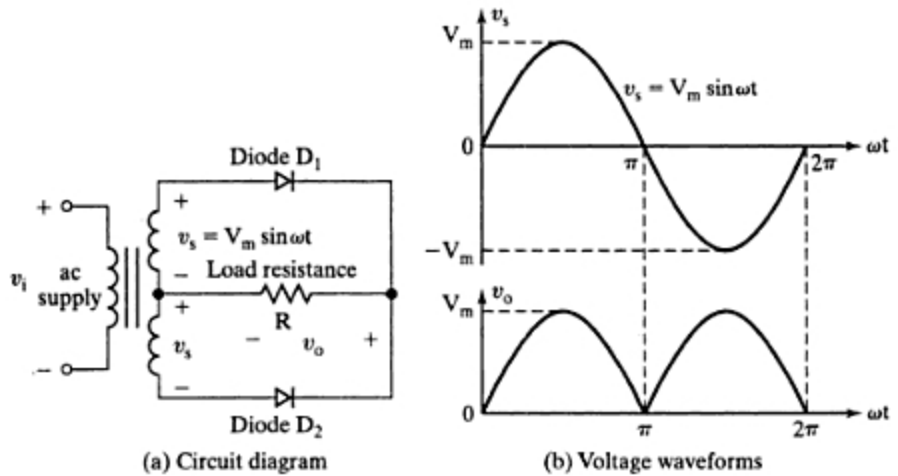 Diode D₁
+
+
vₛ = Vₘ sin ωt
vᵢ
ac
supply
−
Load resistance
+
R
− vₒ +
vₛ
−
−
Diode D₂
(a) Circuit diagram
vₛ
Vₘ
vₛ = Vₘ sin ωt
0
π
2π
ωt
−Vₘ
Vₘ
vₒ
0
π
2π
ωt
(b) Voltage waveforms